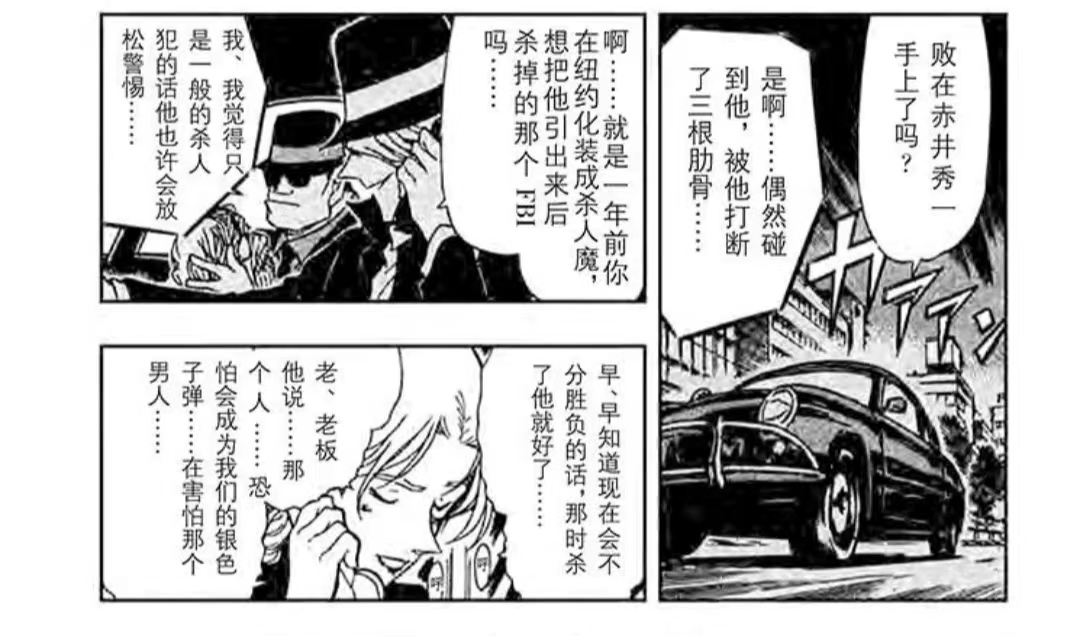 败在赤井秀一
手上了吗？
是啊……偶然碰
到他，被他打断
了三根肋骨……
ガアアン
啊……就是一年前你
在纽约化装成杀人魔，
想把他引出来后
杀掉的那个FBI
吗……
我、我觉得只
是一般的杀人
犯的话他也许会放
松警惕……
早、早知道现在会不
分胜负的话，那时杀
了他就好了……
呼
呼
老、老板
他说……那
个人……恐
怕会成为我们的银色
子弹……在害怕那个
男人……